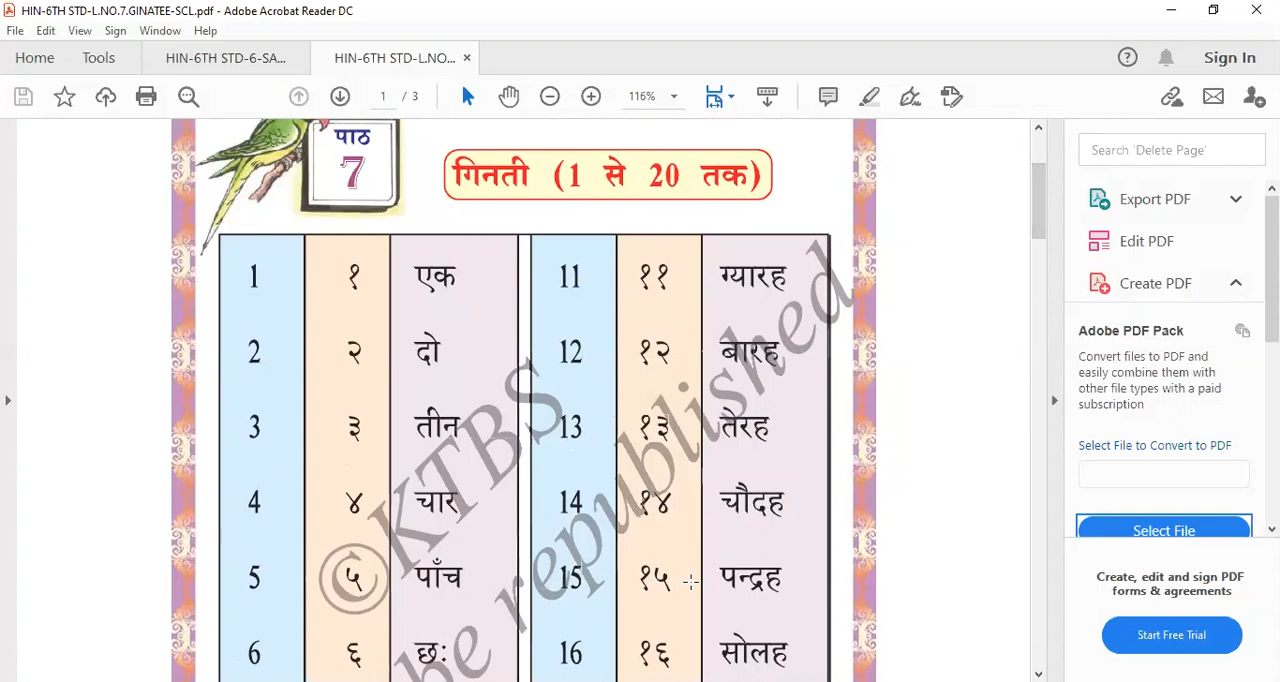 HIN-6TH STD-L.NO.7.GINATEE-SCL.pdf - Adobe Acrobat Reader DC
File Edit View Sign Window Help
Home Tools HIN-6TH STD-6-SA... HIN-6TH STD-L.NO... × Sign In
1 / 3 116%
पाठ
7
गिनती (1 से 20 तक)
1 १ एक 11 ११ ग्यारह
2 २ दो 12 १२ बारह
3 ३ तीन 13 १३ तेरह
4 ४ चार 14 १४ चौदह
5 ५ पाँच 15 १५ पन्द्रह
6 ६ छः 16 १६ सोलह
©KTBS
be republished
Search 'Delete Page'
Export PDF
Edit PDF
Create PDF
Adobe PDF Pack
Convert files to PDF and
easily combine them with
other file types with a paid
subscription
Select File to Convert to PDF
Select File
Create, edit and sign PDF
forms & agreements
Start Free Trial